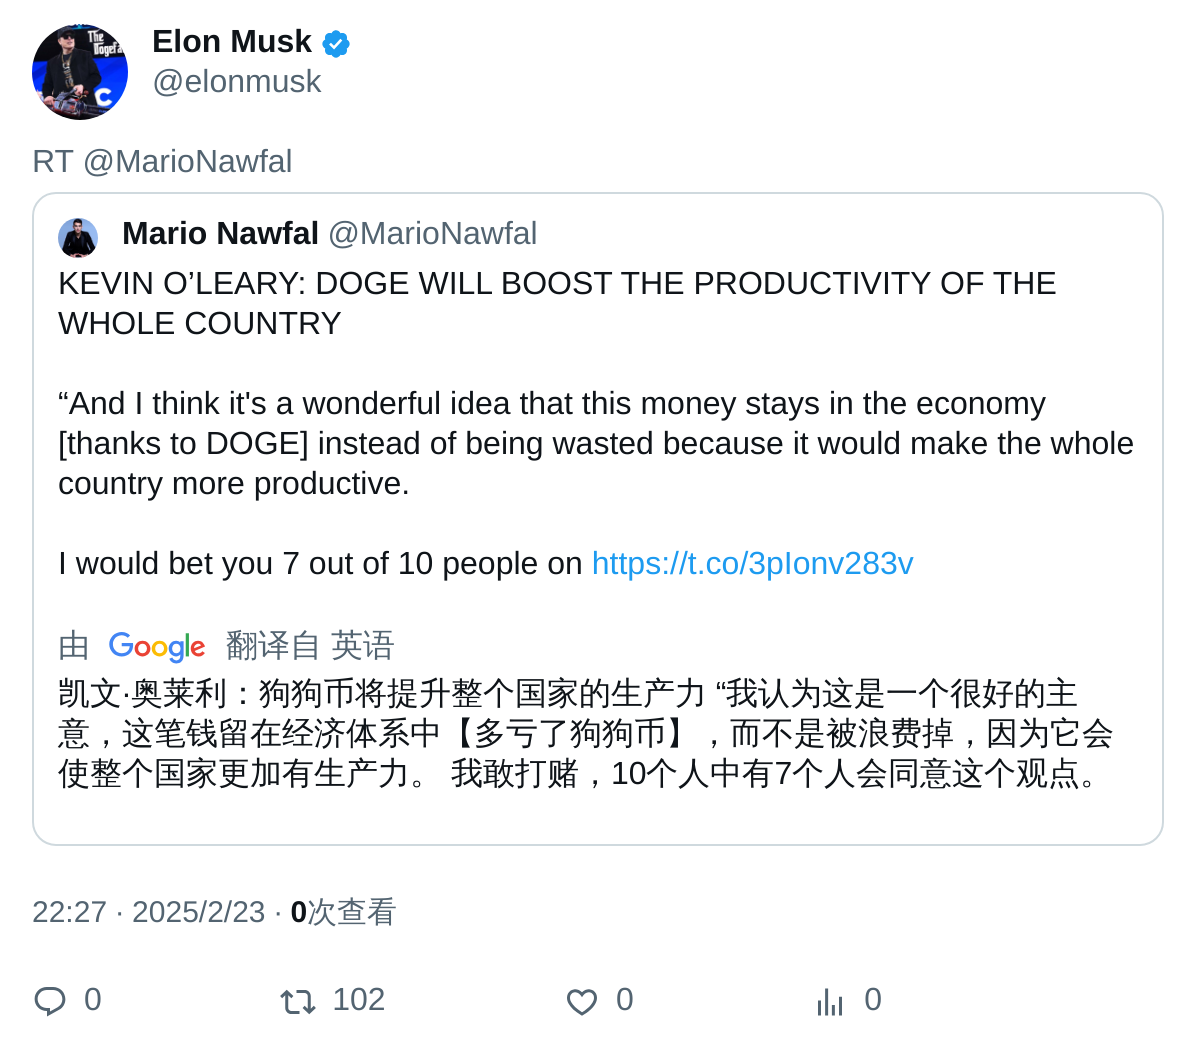 The
Dogefa
C
Elon Musk
@elonmusk
RT @MarioNawfal
Mario Nawfal @MarioNawfal
KEVIN O’LEARY: DOGE WILL BOOST THE PRODUCTIVITY OF THE
WHOLE COUNTRY
“And I think it's a wonderful idea that this money stays in the economy
[thanks to DOGE] instead of being wasted because it would make the whole
country more productive.
I would bet you 7 out of 10 people on https://t.co/3pIonv283v
由 Google 翻译自 英语
凯文·奥莱利：狗狗币将提升整个国家的生产力 “我认为这是一个很好的主
意，这笔钱留在经济体系中【多亏了狗狗币】，而不是被浪费掉，因为它会
使整个国家更加有生产力。 我敢打赌，10个人中有7个人会同意这个观点。
22:27 · 2025/2/23 · 0次查看
0 102 0 0